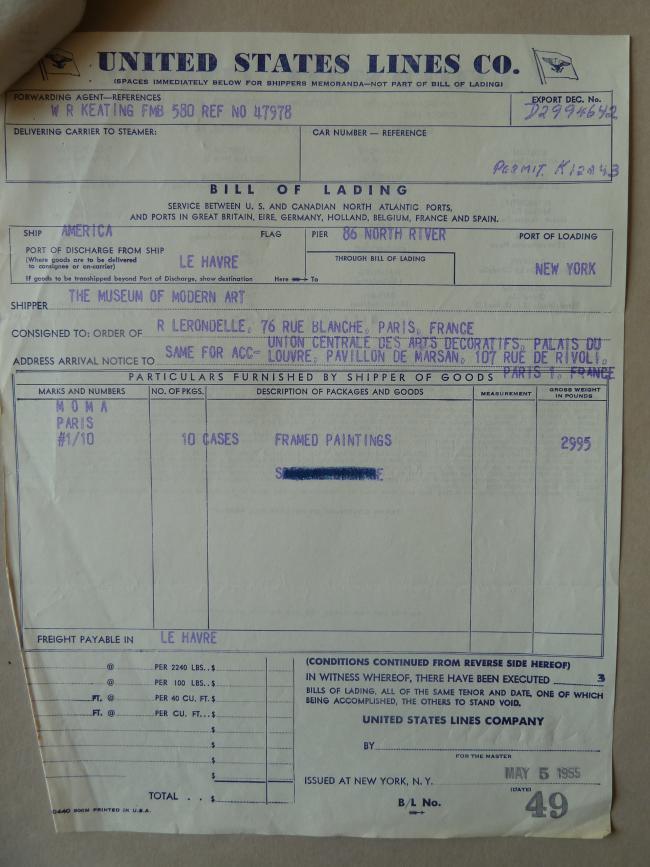 UNITED STATES LINES CO.
(SPACES IMMEDIATELY BELOW FOR SHIPPERS MEMORANDA—NOT PART OF BILL OF LADING)
FORWARDING AGENT—REFERENCES
EXPORT DEC. No.
W R KEATING FMB 580 REF NO 47978
D2994642
DELIVERING CARRIER TO STEAMER:
CAR NUMBER — REFERENCE
PERMIT.
BILL OF LADING
SERVICE BETWEEN U. S. AND CANADIAN NORTH ATLANTIC PORTS,
AND PORTS IN GREAT BRITAIN, EIRE, GERMANY, HOLLAND, BELGIUM, FRANCE AND SPAIN.
SHIP AMERICA FLAG PIER 86 NORTH RIVER PORT OF LOADING
PORT OF DISCHARGE FROM SHIP
(Where goods are to be delivered
to consignee or on-carrier) LE HAVRE
THROUGH BILL OF LADING
NEW YORK
If goods to be transhipped beyond Port of Discharge, show destination Here To
SHIPPER THE MUSEUM OF MODERN ART
CONSIGNED TO: ORDER OF R LERONDELLE, 76 RUE BLANCHE, PARIS, FRANCE
UNION CENTRALE DES ARTS DECORATIFS, PALAIS DU
ADDRESS ARRIVAL NOTICE TO SAME FOR ACC- LOUVRE, PAVILLON DE MARSAN, 107 RUE DE RIVOLI,
PARIS 1, FRANCE
PARTICULARS FURNISHED BY SHIPPER OF GOODS
MARKS AND NUMBERS NO. OF PKGS. DESCRIPTION OF PACKAGES AND GOODS MEASUREMENT GROSS WEIGHT IN POUNDS
M O M A
PARIS
#1/10 10 CASES FRAMED PAINTINGS 2995
FREIGHT PAYABLE IN LE HAVRE
@ PER 2240 LBS..$
@ PER 100 LBS..$
FT. @ PER 40 CU. FT.$
FT. @ PER CU. FT...$
$
$
$
$
TOTAL . . $
(CONDITIONS CONTINUED FROM REVERSE SIDE HEREOF)
IN WITNESS WHEREOF, THERE HAVE BEEN EXECUTED 3
BILLS OF LADING, ALL OF THE SAME TENOR AND DATE, ONE OF WHICH
BEING ACCOMPLISHED, THE OTHERS TO STAND VOID.
UNITED STATES LINES COMPANY
BY
FOR THE MASTER
ISSUED AT NEW YORK, N. Y. MAY 5 1955
(DATE)
B/L No. 49
PRINTED IN U.S.A.